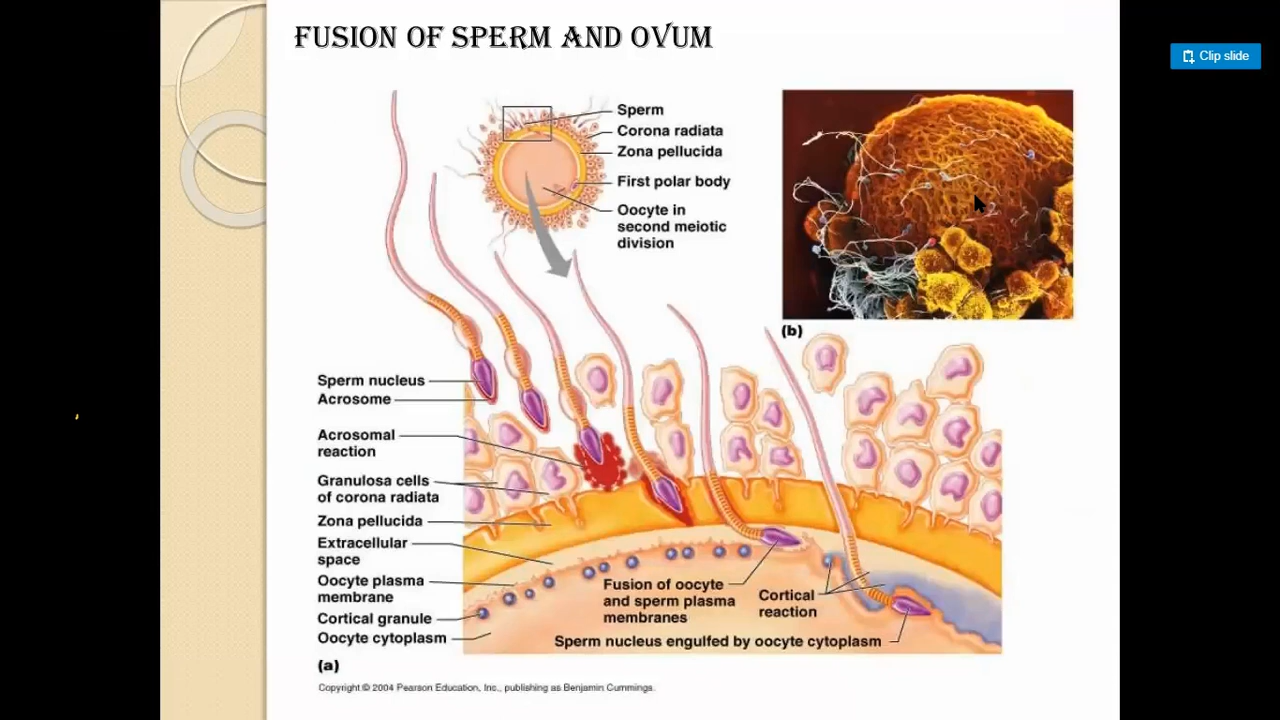 FUSION OF SPERM AND OVUM
Clip slide
Sperm
Corona radiata
Zona pellucida
First polar body
Oocyte in
second meiotic
division
(b)
Sperm nucleus
Acrosome
Acrosomal
reaction
Granulosa cells
of corona radiata
Zona pellucida
Extracellular
space
Oocyte plasma
membrane
Cortical granule
Oocyte cytoplasm
Fusion of oocyte
and sperm plasma
membranes
Cortical
reaction
Sperm nucleus engulfed by oocyte cytoplasm
(a)
Copyright © 2004 Pearson Education, Inc., publishing as Benjamin Cummings.